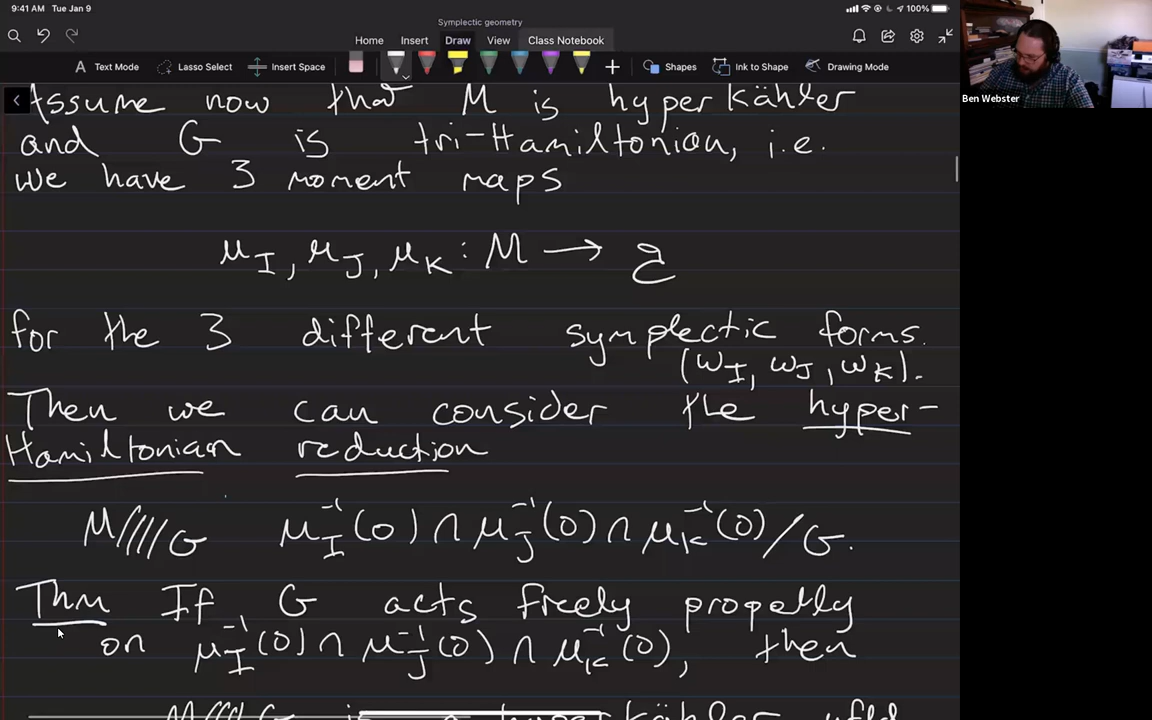 9:41 AM Tue Jan 9
100%
Symplectic geometry
Home Insert Draw View Class Notebook
Text Mode Lasso Select Insert Space Shapes Ink to Shape Drawing Mode
Ben Webster
Assume now that M is hyperkähler
and G is tri-Hamiltonian, i.e.
we have 3 moment maps
μ_I, μ_J, μ_K : M → g
for the 3 different symplectic forms.
(ω_I, ω_J, ω_K).
Then we can consider the hyper-
Hamiltonian reduction
M////G μ_I^{-1}(0) ∩ μ_J^{-1}(0) ∩ μ_K^{-1}(0)/G.
Thm If G acts freely properly
on μ_I^{-1}(0) ∩ μ_J^{-1}(0) ∩ μ_K^{-1}(0), then
M////G is a hyperkähler mfld